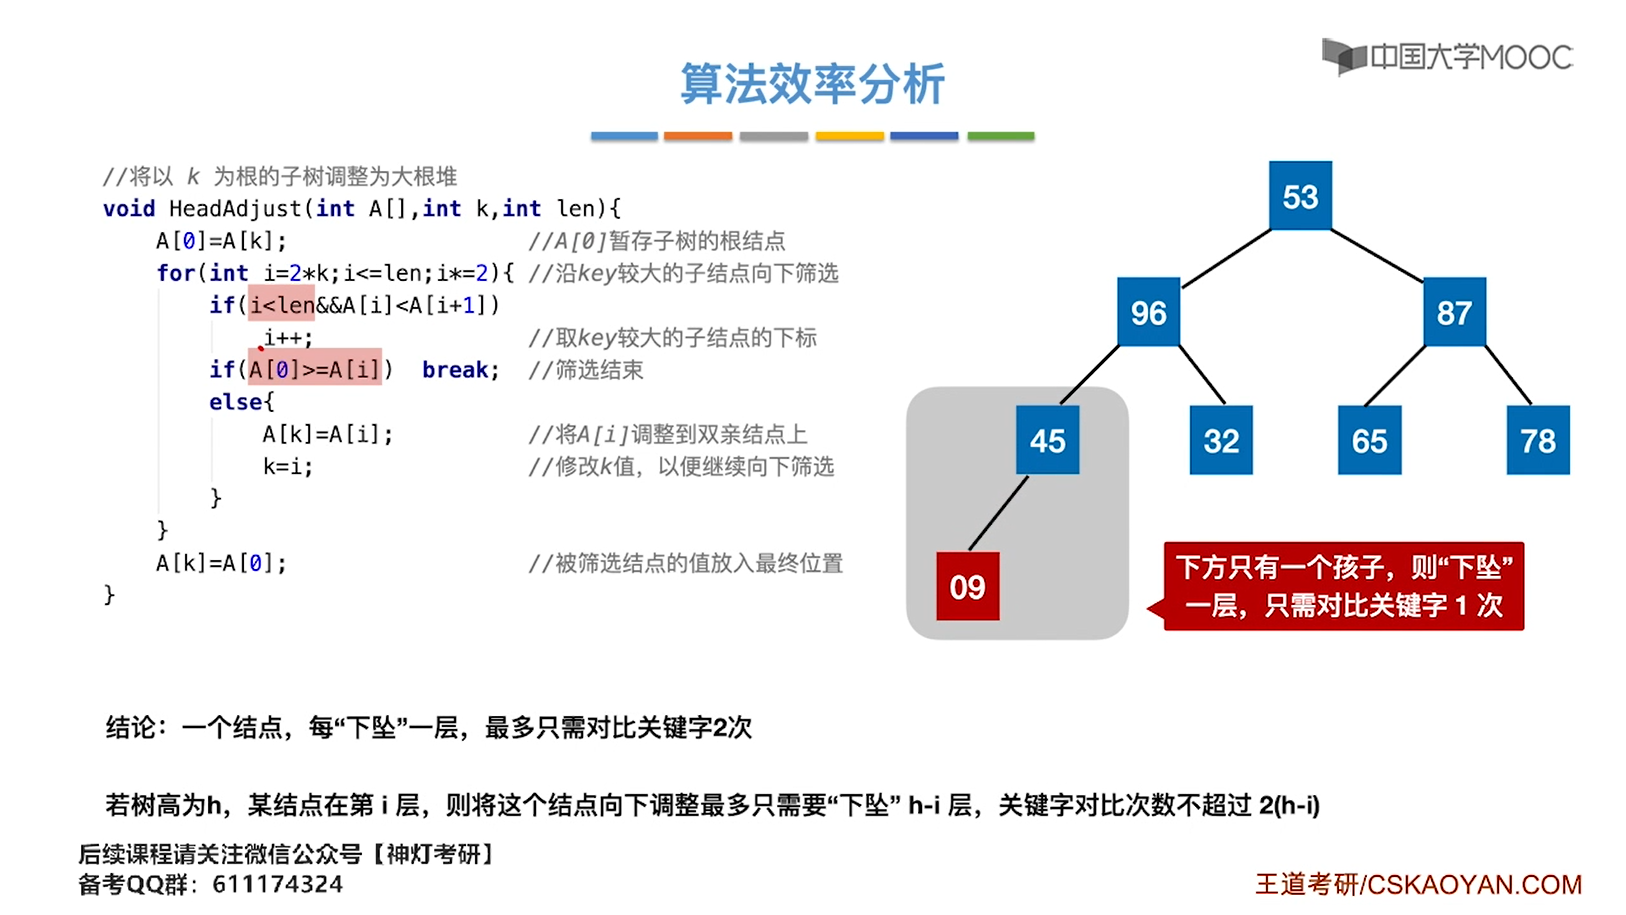 中国大学MOOC
算法效率分析
//将以 k 为根的子树调整为大根堆
void HeadAdjust(int A[],int k,int len){
A[0]=A[k]; //A[0]暂存子树的根结点
for(int i=2*k;i<=len;i*=2){ //沿key较大的子结点向下筛选
if(i<len&&A[i]<A[i+1])
i++; //取key较大的子结点的下标
if(A[0]>=A[i]) break; //筛选结束
else{
A[k]=A[i]; //将A[i]调整到双亲结点上
k=i; //修改k值，以便继续向下筛选
}
}
A[k]=A[0]; //被筛选结点的值放入最终位置
}
53
96 87
45 32 65 78
09
下方只有一个孩子，则“下坠”
一层，只需对比关键字 1 次
结论：一个结点，每“下坠”一层，最多只需对比关键字2次
若树高为h，某结点在第 i 层，则将这个结点向下调整最多只需要“下坠” h-i 层，关键字对比次数不超过 2(h-i)
后续课程请关注微信公众号【神灯考研】
备考QQ群：611174324
王道考研/CSKAOYAN.COM